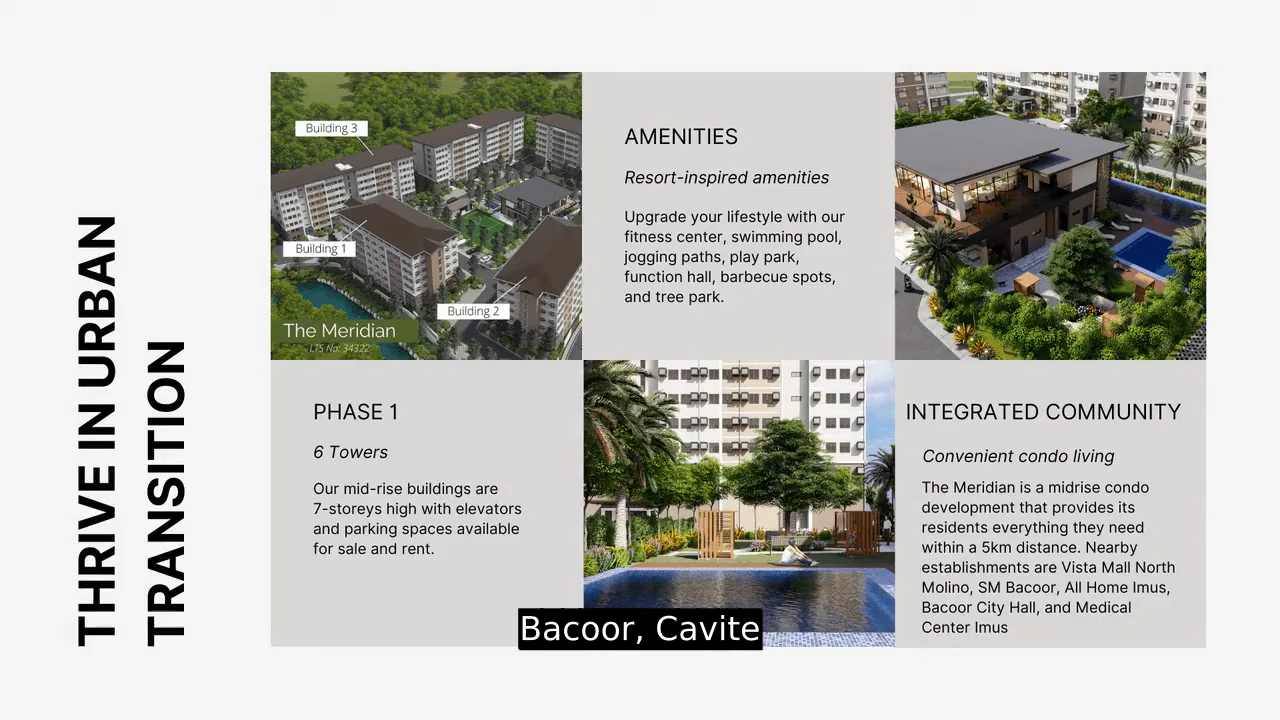 THRIVE IN URBAN
TRANSITION
Building 3
Building 1
Building 2
The Meridian
LTS No: 34322
AMENITIES
Resort-inspired amenities
Upgrade your lifestyle with our
fitness center, swimming pool,
jogging paths, play park,
function hall, barbecue spots,
and tree park.
PHASE 1
6 Towers
Our mid-rise buildings are
7-storeys high with elevators
and parking spaces available
for sale and rent.
INTEGRATED COMMUNITY
Convenient condo living
The Meridian is a midrise condo
development that provides its
residents everything they need
within a 5km distance. Nearby
establishments are Vista Mall North
Molino, SM Bacoor, All Home Imus,
Bacoor City Hall, and Medical
Center Imus
Bacoor, Cavite